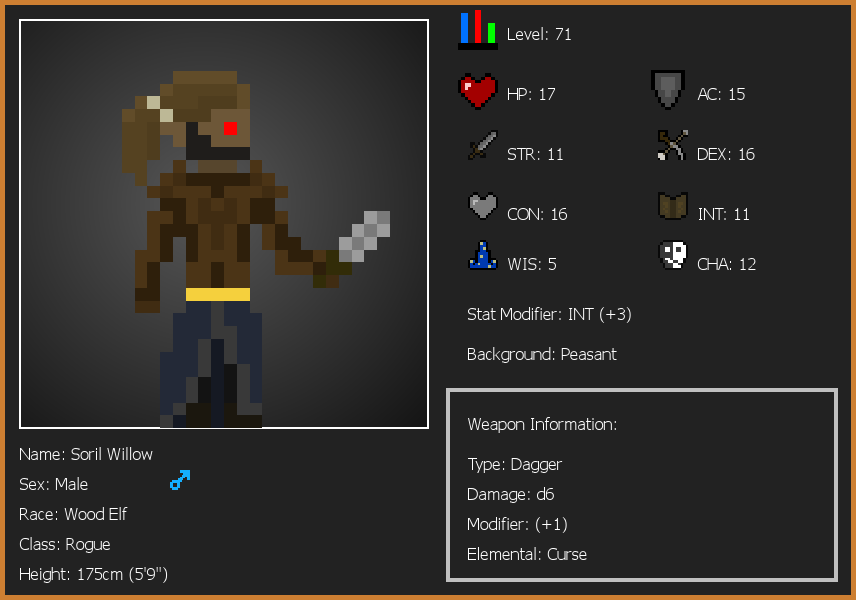 Level: 71
HP: 17
AC: 15
STR: 11
DEX: 16
CON: 16
INT: 11
WIS: 5
CHA: 12
Stat Modifier: INT (+3)
Background: Peasant
Weapon Information:
Type: Dagger
Damage: d6
Modifier: (+1)
Elemental: Curse
Name: Soril Willow
Sex: Male
Race: Wood Elf
Class: Rogue
Height: 175cm (5'9")